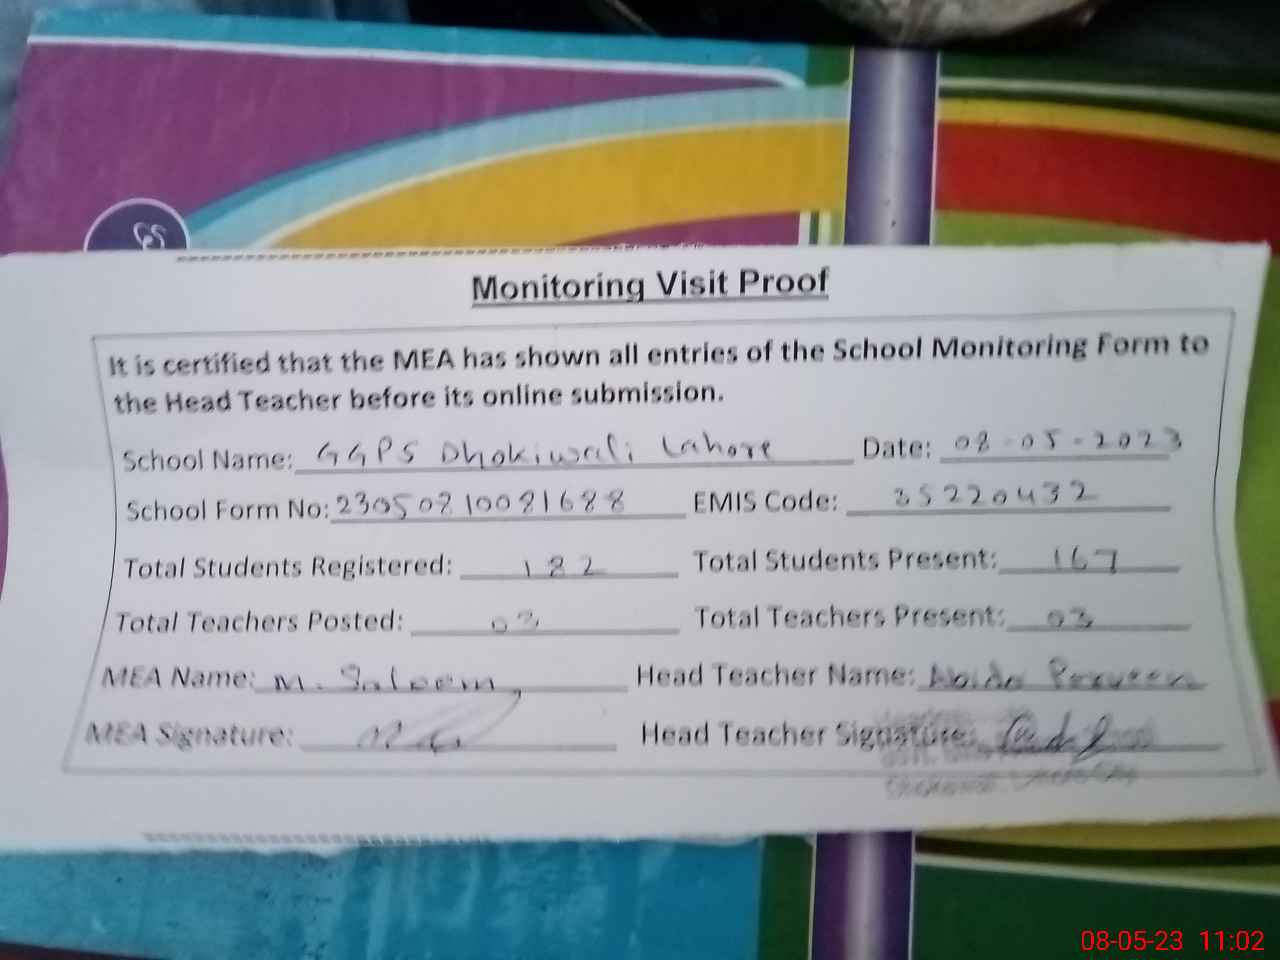 Monitoring Visit Proof
It is certified that the MEA has shown all entries of the School Monitoring Form to
the Head Teacher before its online submission.
School Name: GGPS Dhokiwali Lahore Date: 08-05-2023
School Form No: 23050810081688 EMIS Code: 35220432
Total Students Registered: 182 Total Students Present: 167
Total Teachers Posted: 03 Total Teachers Present: 03
MEA Name: M. Saleem Head Teacher Name: Parveen
MEA Signature: Head Teacher Signature:
08-05-23 11:02